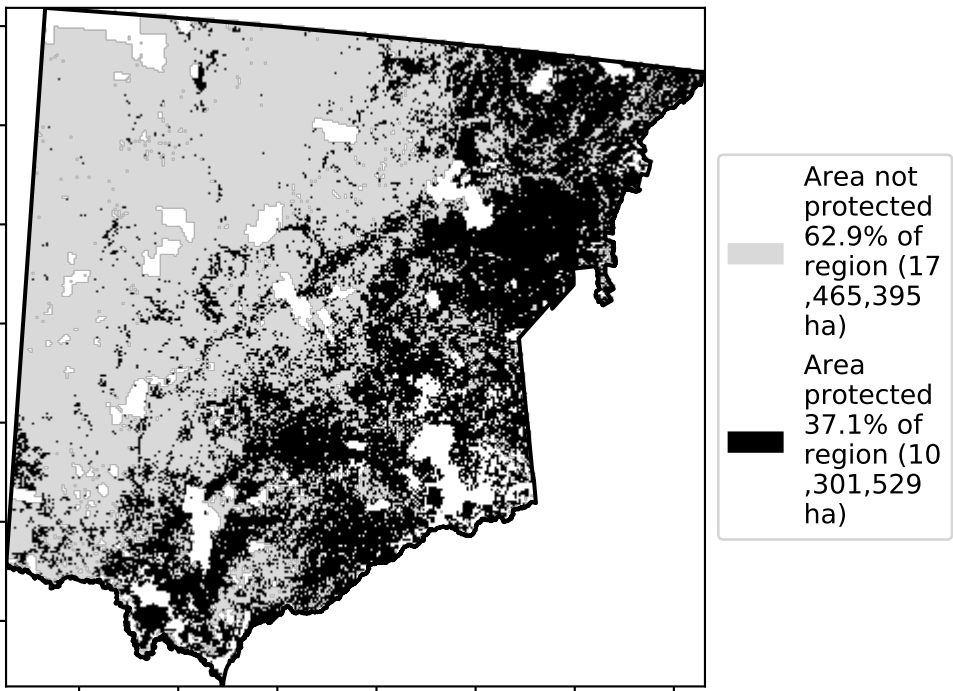 Area not
protected
62.9% of
region (17
,465,395
ha)
Area
protected
37.1% of
region (10
,301,529
ha)